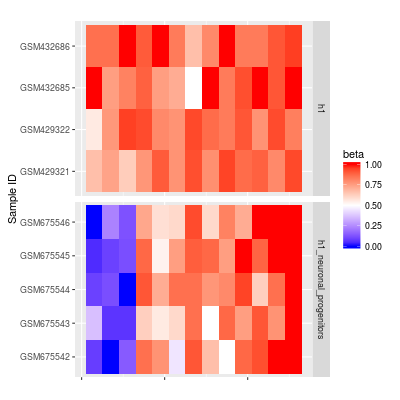 GSM432686
GSM432685
GSM429322
GSM429321
h1
GSM675546
GSM675545
GSM675544
GSM675543
GSM675542
h1_neuronal_progenitors
Sample ID
beta
1.00
0.75
0.50
0.25
0.00